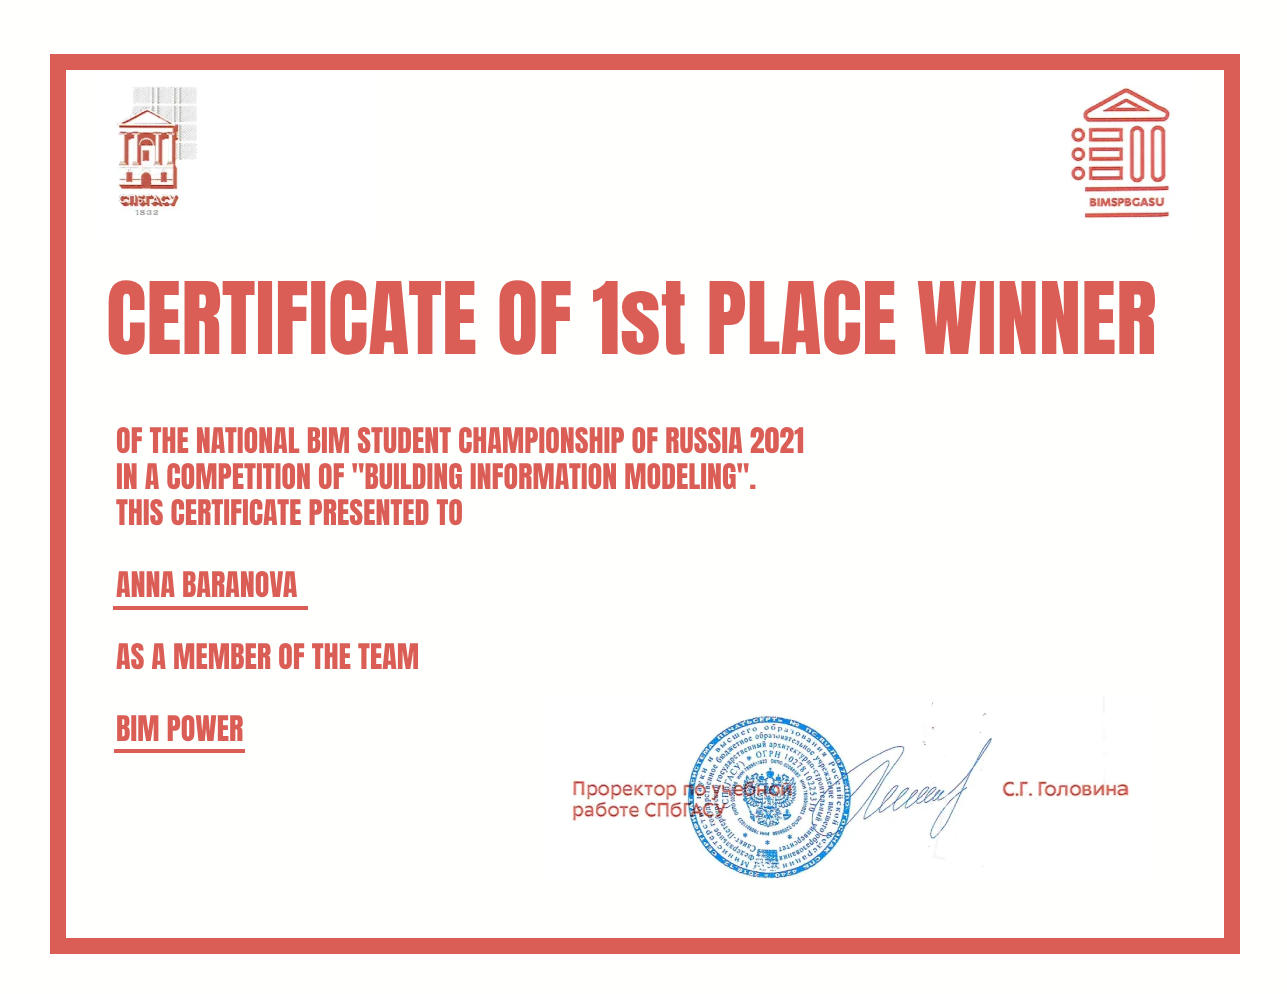 СПБГАСУ
1832
BIMSPBGASU
CERTIFICATE OF 1st PLACE WINNER
OF THE NATIONAL BIM STUDENT CHAMPIONSHIP OF RUSSIA 2021
IN A COMPETITION OF "BUILDING INFORMATION MODELING".
THIS CERTIFICATE PRESENTED TO
ANNA BARANOVA
AS A MEMBER OF THE TEAM
BIM POWER
Проректор по учебной
работе СПбГАСУ
С.Г. Головина